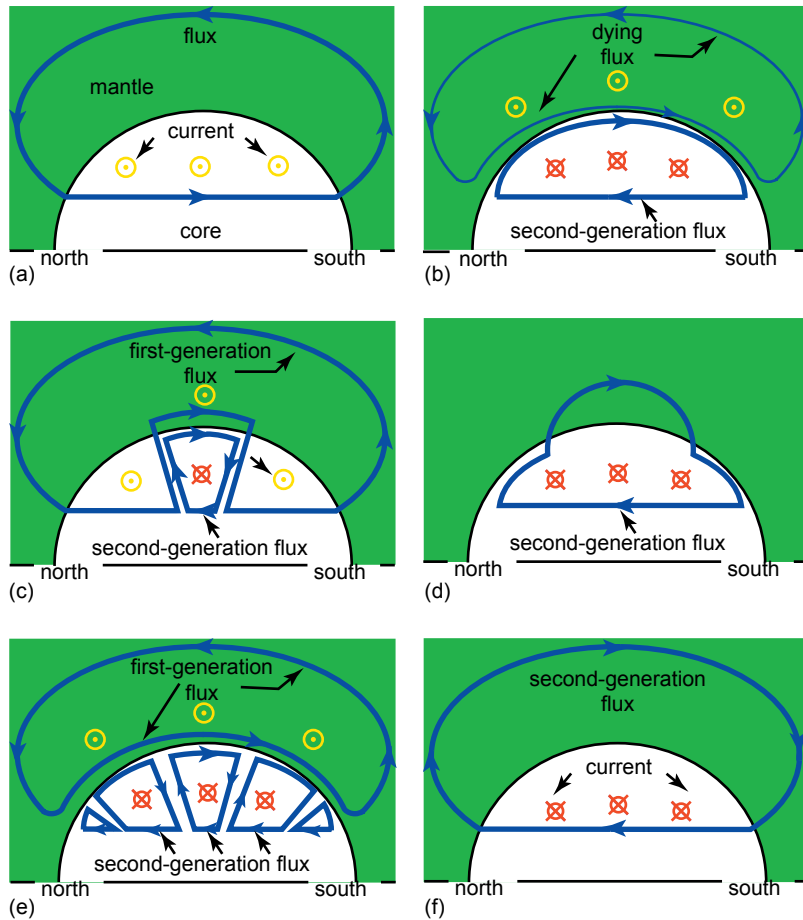 flux
mantle
current
core
north
south
(a)
dying
flux
second-generation flux
north
south
(b)
first-generation
flux
second-generation flux
north
south
(c)
second-generation flux
north
south
(d)
first-generation
flux
second-generation flux
north
south
(e)
second-generation
flux
current
north
south
(f)